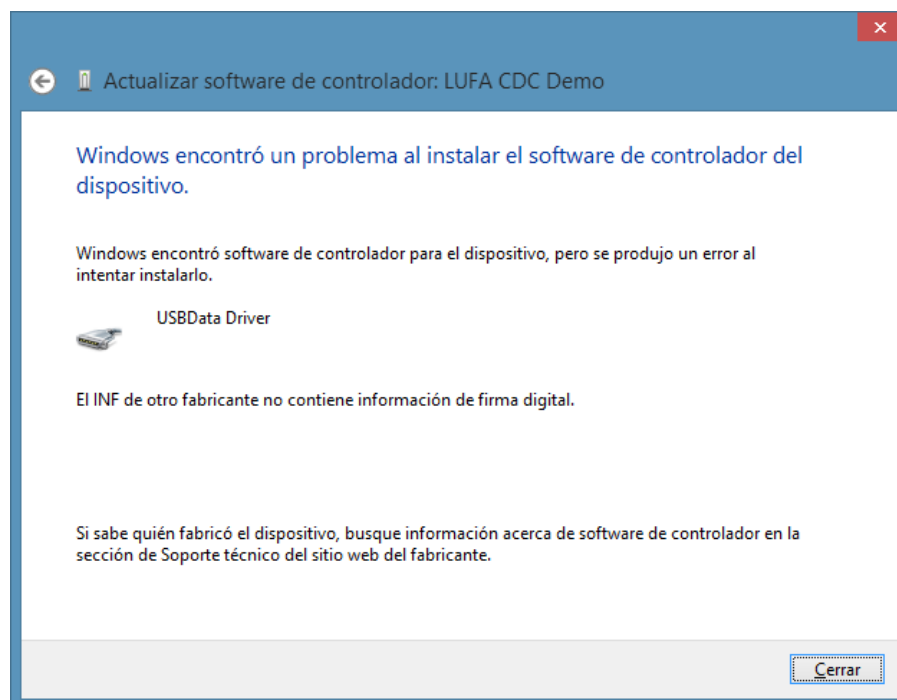 Actualizar software de controlador: LUFA CDC Demo
Windows encontró un problema al instalar el software de controlador del
dispositivo.
Windows encontró software de controlador para el dispositivo, pero se produjo un error al
intentar instalarlo.
USBData Driver
El INF de otro fabricante no contiene información de firma digital.
Si sabe quién fabricó el dispositivo, busque información acerca de software de controlador en la
sección de Soporte técnico del sitio web del fabricante.
Cerrar